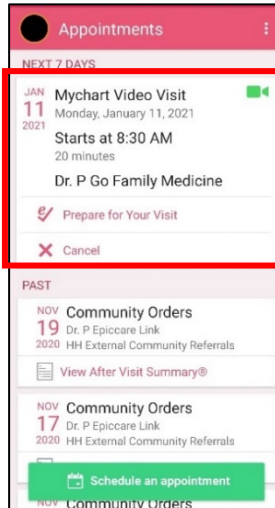 Appointments
NEXT 7 DAYS
JAN
11
2021
Mychart Video Visit
Monday, January 11, 2021
Starts at 8:30 AM
20 minutes
Dr. P Go Family Medicine
Prepare for Your Visit
Cancel
PAST
NOV
19
2020
Community Orders
Dr. P Epiccare Link
HH External Community Referrals
View After Visit Summary®
NOV
17
2020
Community Orders
Dr. P Epiccare Link
HH External Community Referrals
Schedule an appointment
NOV
Community Orders